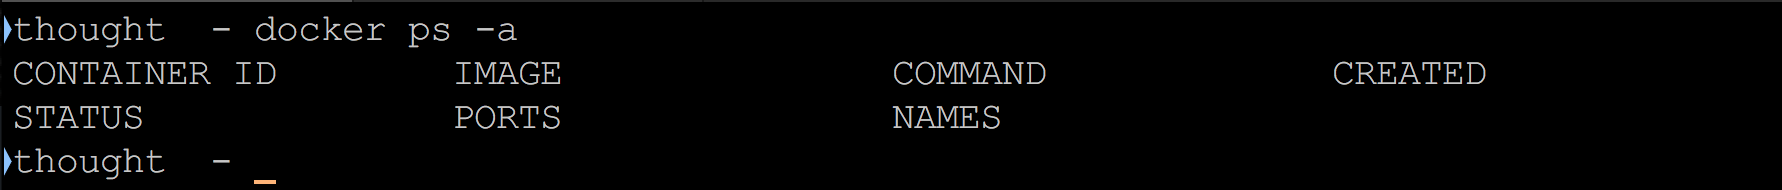 thought  - docker ps -a
CONTAINER ID        IMAGE               COMMAND             CREATED
STATUS              PORTS               NAMES
thought  -